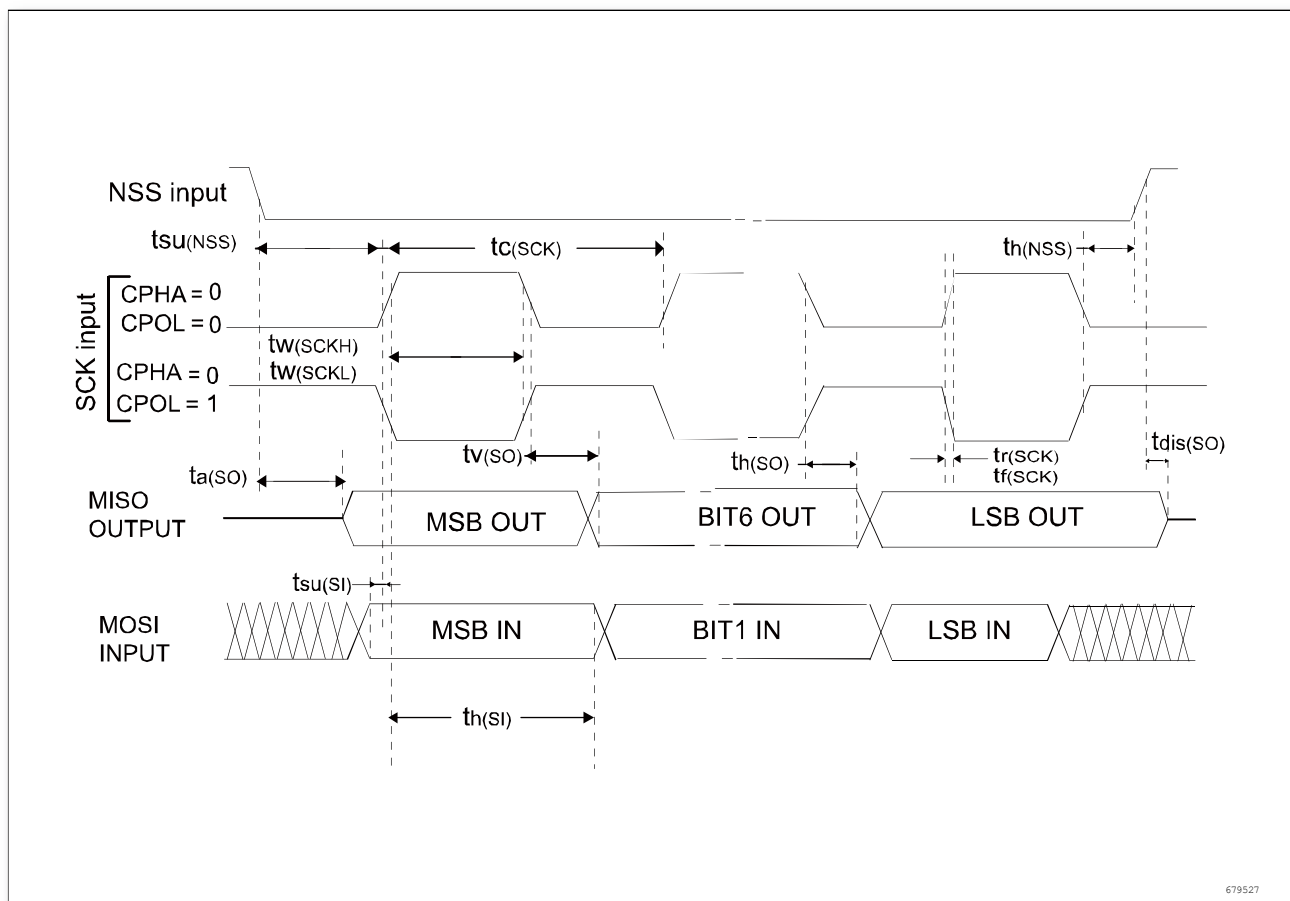 NSS input
tsu(NSS)
tc(SCK)
th(NSS)
SCK input
CPHA = 0
CPOL = 0
tw(SCKH)
CPHA = 0
tw(SCKL)
CPOL = 1
tv(SO)
th(SO)
tr(SCK)
tf(SCK)
tdis(SO)
ta(SO)
MISO
OUTPUT
MSB OUT
BIT6 OUT
LSB OUT
tsu(SI)
MOSI
INPUT
MSB IN
BIT1 IN
LSB IN
th(SI)
679527